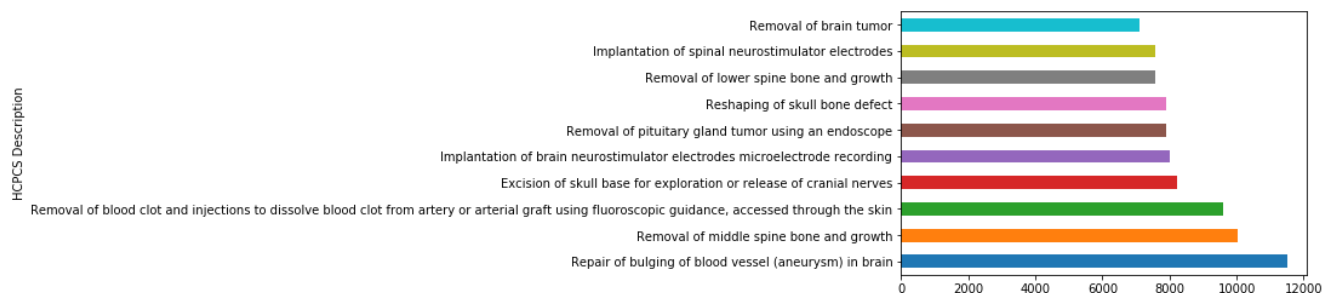 Removal of brain tumor
Implantation of spinal neurostimulator electrodes
Removal of lower spine bone and growth
Reshaping of skull bone defect
Removal of pituitary gland tumor using an endoscope
Implantation of brain neurostimulator electrodes microelectrode recording
Excision of skull base for exploration or release of cranial nerves
Removal of blood clot and injections to dissolve blood clot from artery or arterial graft using fluoroscopic guidance, accessed through the skin
Removal of middle spine bone and growth
Repair of bulging of blood vessel (aneurysm) in brain
HCPCS Description
0 2000 4000 6000 8000 10000 12000